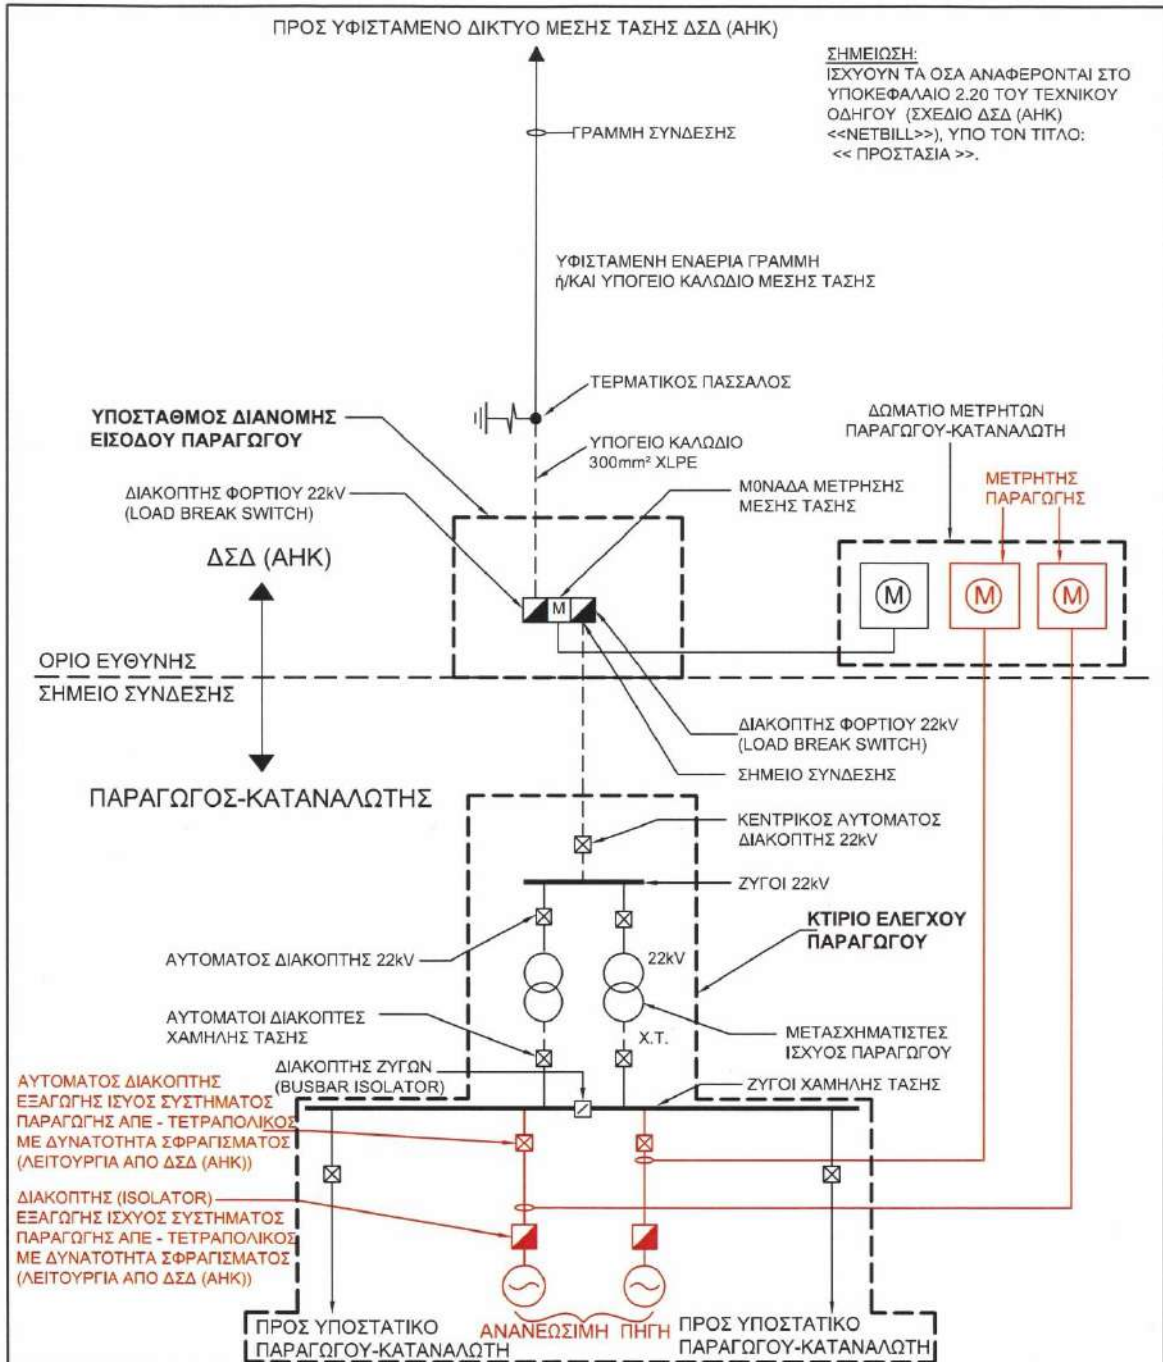 ΠΡΟΣ ΥΦΙΣΤΑΜΕΝΟ ΔΙΚΤΥΟ ΜΕΣΗΣ ΤΑΣΗΣ ΔΣΔ (ΑΗΚ)
ΣΗΜΕΙΩΣΗ:
ΙΣΧΥΟΥΝ ΤΑ ΟΣΑ ΑΝΑΦΕΡΟΝΤΑΙ ΣΤΟ
ΥΠΟΚΕΦΑΛΑΙΟ 2.20 ΤΟΥ ΤΕΧΝΙΚΟΥ
ΟΔΗΓΟΥ (ΣΧΕΔΙΟ ΔΣΔ (ΑΗΚ)
<<NETBILL>>), ΥΠΟ ΤΟΝ ΤΙΤΛΟ:
<< ΠΡΟΣΤΑΣΙΑ >>.
ΓΡΑΜΜΗ ΣΥΝΔΕΣΗΣ
ΥΦΙΣΤΑΜΕΝΗ ΕΝΑΕΡΙΑ ΓΡΑΜΜΗ
ή/ΚΑΙ ΥΠΟΓΕΙΟ ΚΑΛΩΔΙΟ ΜΕΣΗΣ ΤΑΣΗΣ
ΤΕΡΜΑΤΙΚΟΣ ΠΑΣΣΑΛΟΣ
ΥΠΟΣΤΑΘΜΟΣ ΔΙΑΝΟΜΗΣ
ΕΙΣΟΔΟΥ ΠΑΡΑΓΩΓΟΥ
ΔΩΜΑΤΙΟ ΜΕΤΡΗΤΩΝ
ΠΑΡΑΓΩΓΟΥ-ΚΑΤΑΝΑΛΩΤΗ
ΥΠΟΓΕΙΟ ΚΑΛΩΔΙΟ
300mm² XLPE
ΔΙΑΚΟΠΤΗΣ ΦΟΡΤΙΟΥ 22kV
(LOAD BREAK SWITCH)
Μ0ΝΑΔΑ ΜΕΤΡΗΣΗΣ
ΜΕΣΗΣ ΤΑΣΗΣ
ΜΕΤΡΗΤΗΣ
ΠΑΡΑΓΩΓΗΣ
ΔΣΔ (ΑΗΚ)
M
M
M
M
ΟΡΙΟ ΕΥΘΥΝΗΣ
ΣΗΜΕΙΟ ΣΥΝΔΕΣΗΣ
ΔΙΑΚΟΠΤΗΣ ΦΟΡΤΙΟΥ 22kV
(LOAD BREAK SWITCH)
ΣΗΜΕΙΟ ΣΥΝΔΕΣΗΣ
ΠΑΡΑΓΩΓΟΣ-ΚΑΤΑΝΑΛΩΤΗΣ
ΚΕΝΤΡΙΚΟΣ ΑΥΤΟΜΑΤΟΣ
ΔΙΑΚΟΠΤΗΣ 22kV
ΖΥΓΟΙ 22kV
ΚΤΙΡΙΟ ΕΛΕΓΧΟΥ
ΠΑΡΑΓΩΓΟΥ
ΑΥΤΟΜΑΤΟΣ ΔΙΑΚΟΠΤΗΣ 22kV
22kV
ΑΥΤΟΜΑΤΟΙ ΔΙΑΚΟΠΤΕΣ
ΧΑΜΗΛΗΣ ΤΑΣΗΣ
Χ.Τ.
ΜΕΤΑΣΧΗΜΑΤΙΣΤΕΣ
ΙΣΧΥΟΣ ΠΑΡΑΓΩΓΟΥ
ΔΙΑΚΟΠΤΗΣ ΖΥΓΩΝ
(BUSBAR ISOLATOR)
ΖΥΓΟΙ ΧΑΜΗΛΗΣ ΤΑΣΗΣ
ΑΥΤΟΜΑΤΟΣ ΔΙΑΚΟΠΤΗΣ
ΕΞΑΓΩΓΗΣ ΙΣΥΟΣ ΣΥΣΤΗΜΑΤΟΣ
ΠΑΡΑΓΩΓΗΣ ΑΠΕ - ΤΕΤΡΑΠΟΛΙΚΟΣ
ΜΕ ΔΥΝΑΤΟΤΗΤΑ ΣΦΡΑΓΙΣΜΑΤΟΣ
(ΛΕΙΤΟΥΡΓΙΑ ΑΠΟ ΔΣΔ (ΑΗΚ))
ΔΙΑΚΟΠΤΗΣ (ISOLATOR)
ΕΞΑΓΩΓΗΣ ΙΣΧΥΟΣ ΣΥΣΤΗΜΑΤΟΣ
ΠΑΡΑΓΩΓΗΣ ΑΠΕ - ΤΕΤΡΑΠΟΛΙΚΟΣ
ΜΕ ΔΥΝΑΤΟΤΗΤΑ ΣΦΡΑΓΙΣΜΑΤΟΣ
(ΛΕΙΤΟΥΡΓΙΑ ΑΠΟ ΔΣΔ (ΑΗΚ))
ΠΡΟΣ ΥΠΟΣΤΑΤΙΚΟ
ΠΑΡΑΓΩΓΟΥ-ΚΑΤΑΝΑΛΩΤΗ
ΑΝΑΝΕΩΣΙΜΗ ΠΗΓΗ
ΠΡΟΣ ΥΠΟΣΤΑΤΙΚΟ
ΠΑΡΑΓΩΓΟΥ-ΚΑΤΑΝΑΛΩΤΗ